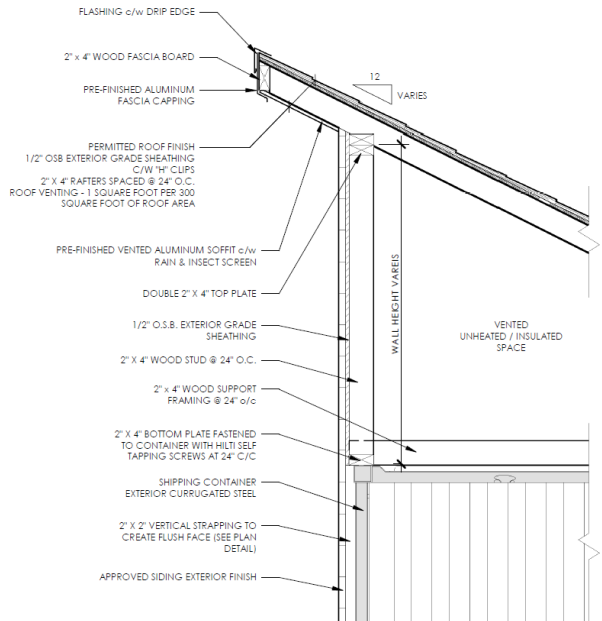 FLASHING c/w DRIP EDGE
2" x 4" WOOD FASCIA BOARD
PRE-FINISHED ALUMINUM
FASCIA CAPPING
12
VARIES
PERMITTED ROOF FINISH
1/2" OSB EXTERIOR GRADE SHEATHING
C/W "H" CLIPS
2" X 4" RAFTERS SPACED @ 24" O.C.
ROOF VENTING - 1 SQUARE FOOT PER 300
SQUARE FOOT OF ROOF AREA
PRE-FINISHED VENTED ALUMINUM SOFFIT c/w
RAIN & INSECT SCREEN
DOUBLE 2" X 4" TOP PLATE
WALL HEIGHT VAREIS
VENTED
UNHEATED / INSULATED
SPACE
1/2" O.S.B. EXTERIOR GRADE
SHEATHING
2" X 4" WOOD STUD @ 24" O.C.
2" x 4" WOOD SUPPORT
FRAMING @ 24" o/c
2" X 4" BOTTOM PLATE FASTENED
TO CONTAINER WITH HILTI SELF
TAPPING SCREWS AT 24" C/C
SHIPPING CONTAINER
EXTERIOR CURRUGATED STEEL
2" X 2" VERTICAL STRAPPING TO
CREATE FLUSH FACE (SEE PLAN
DETAIL)
APPROVED SIDING EXTERIOR FINISH